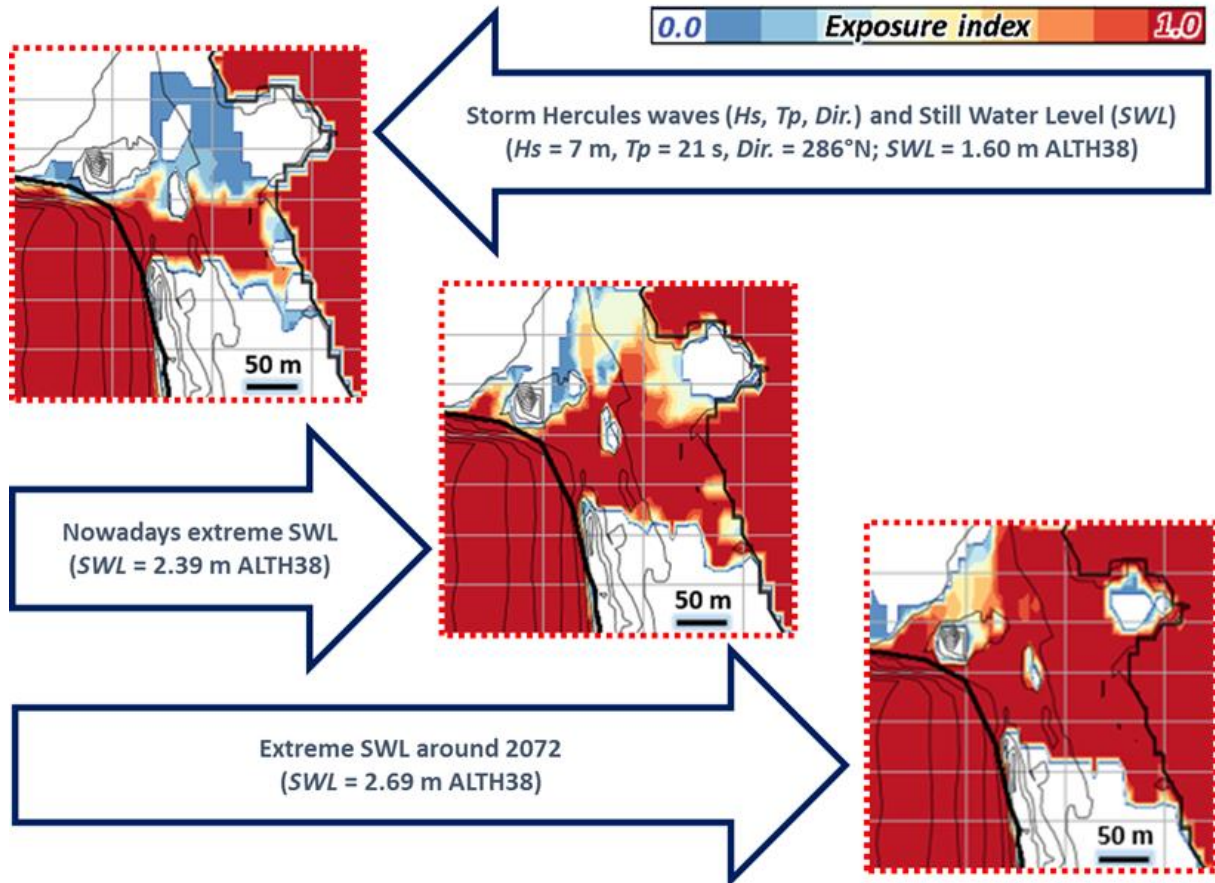 0.0 Exposure index 1.0
Storm Hercules waves (Hs, Tp, Dir.) and Still Water Level (SWL)
(Hs = 7 m, Tp = 21 s, Dir. = 286°N; SWL = 1.60 m ALTH38)
50 m
Nowadays extreme SWL
(SWL = 2.39 m ALTH38)
50 m
Extreme SWL around 2072
(SWL = 2.69 m ALTH38)
50 m